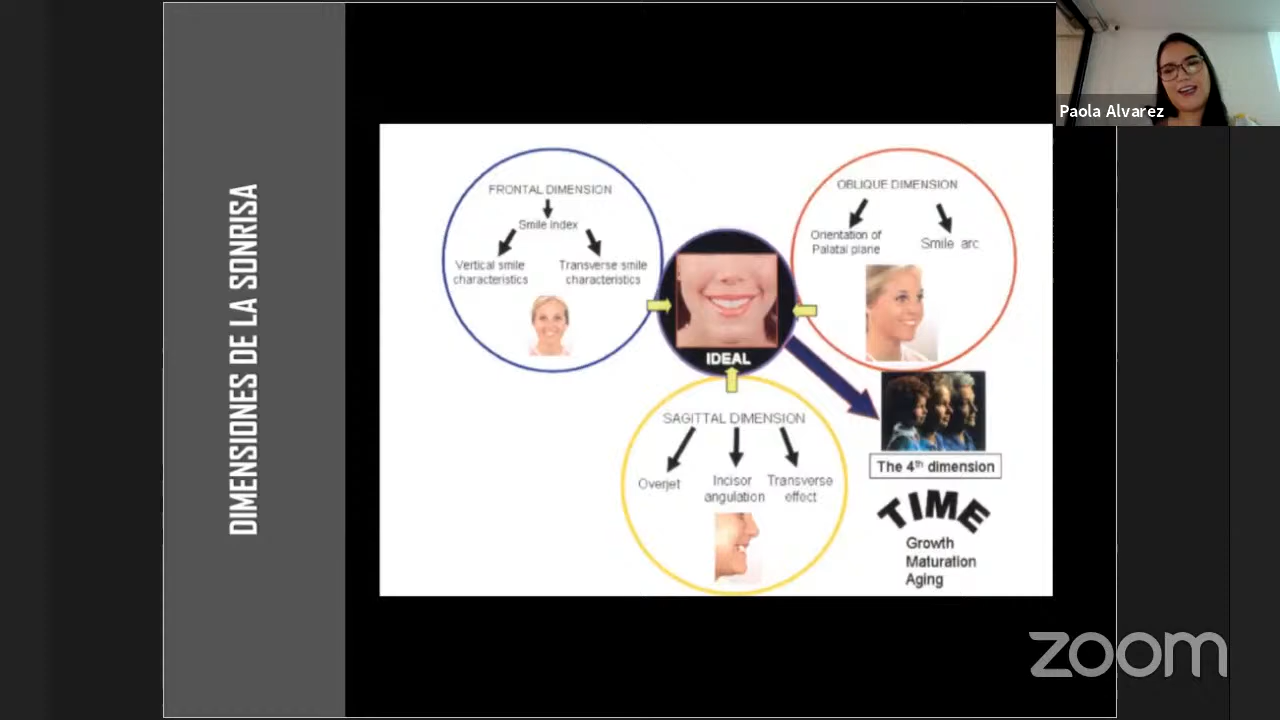 DIMENSIONES DE LA SONRISA
FRONTAL DIMENSION
Smile index
Vertical smile
characteristics
Transverse smile
characteristics
OBLIQUE DIMENSION
Orientation of
Palatal plane
Smile arc
IDEAL
SAGITTAL DIMENSION
Overjet
Incisor
angulation
Transverse
effect
The 4th dimension
TIME
Growth
Maturation
Aging
Paola Alvarez
zoom